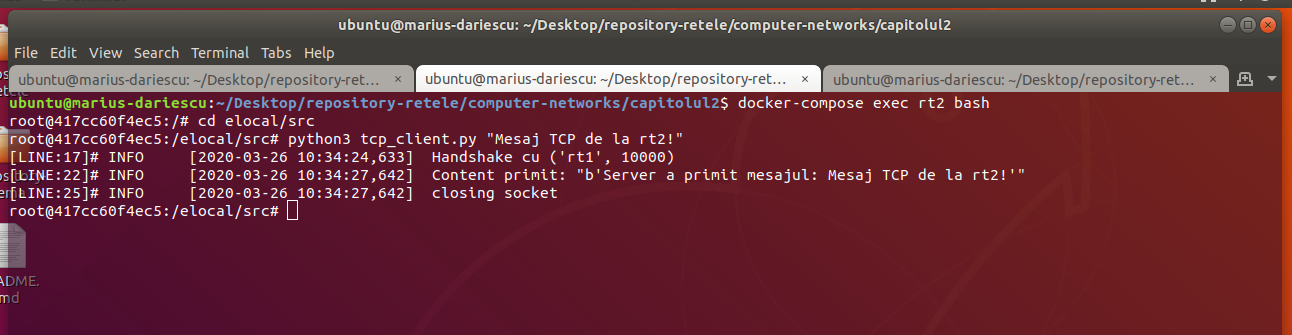 ubuntu@marius-dariescu: ~/Desktop/repository-retele/computer-networks/capitolul2
File Edit View Search Terminal Tabs Help
ubuntu@marius-dariescu: ~/Desktop/repository-ret... × ubuntu@marius-dariescu: ~/Desktop/repository-ret... × ubuntu@marius-dariescu: ~/Desktop/repository-ret... ×
ubuntu@marius-dariescu:~/Desktop/repository-retele/computer-networks/capitolul2$ docker-compose exec rt2 bash
root@417cc60f4ec5:/# cd elocal/src
root@417cc60f4ec5:/elocal/src# python3 tcp_client.py "Mesaj TCP de la rt2!"
[LINE:17]# INFO     [2020-03-26 10:34:24,633]  Handshake cu ('rt1', 10000)
[LINE:22]# INFO     [2020-03-26 10:34:27,642]  Content primit: "b'Server a primit mesajul: Mesaj TCP de la rt2!'"
[LINE:25]# INFO     [2020-03-26 10:34:27,642]  closing socket
root@417cc60f4ec5:/elocal/src#
ADME.
md